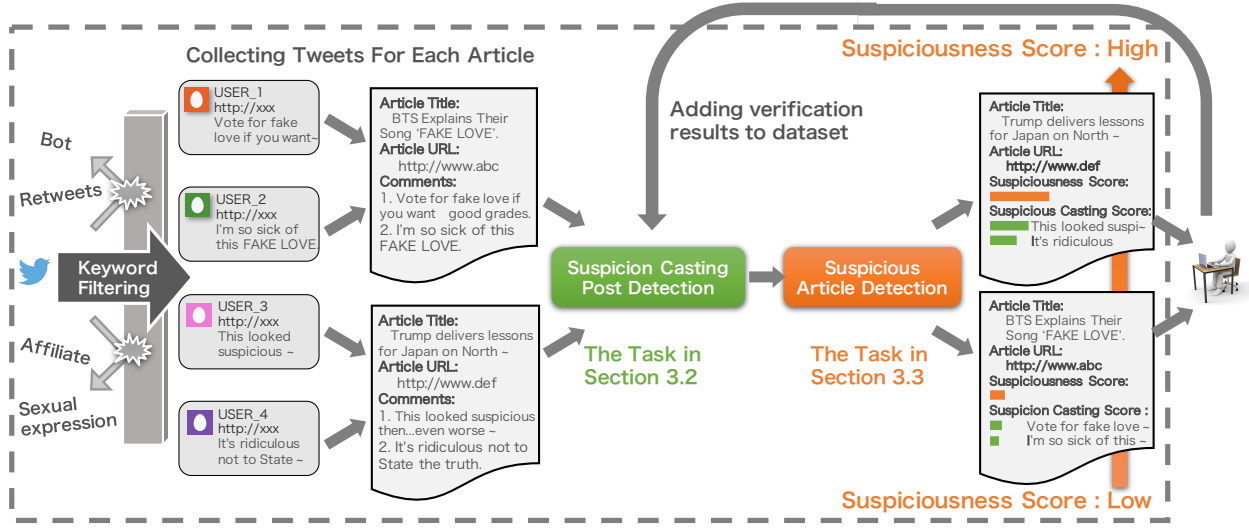 Collecting Tweets For Each Article
Bot
Retweets
Keyword
Filtering
Affiliate
Sexual
expression
USER_1
http://xxx
Vote for fake
love if you want~
USER_2
http://xxx
I'm so sick of
this FAKE LOVE.
USER_3
http://xxx
This looked
suspicious ~
USER_4
http://xxx
It's ridiculous
not to State ~
Article Title:
BTS Explains Their
Song 'FAKE LOVE'.
Article URL:
http://www.abc
Comments:
1. Vote for fake love if
you want good grades.
2. I'm so sick of this
FAKE LOVE.
Article Title:
Trump delivers lessons
for Japan on North ~
Article URL:
http://www.def
Comments:
1. This looked suspicious
then...even worse ~
2. It's ridiculous not to
State the truth.
Adding verification
results to dataset
Suspicion Casting
Post Detection
The Task in
Section 3.2
Suspicious
Article Detection
The Task in
Section 3.3
Suspiciousness Score : High
Article Title:
Trump delivers lessons
for Japan on North ~
Article URL:
http://www.def
Suspiciousness Score:
Suspicious Casting Score:
This looked suspi~
It's ridiculous
Article Title:
BTS Explains Their
Song 'FAKE LOVE'.
Article URL:
http://www.abc
Suspiciousness Score:
Suspicion Casting Score :
Vote for fake love ~
I'm so sick of this ~
Suspiciousness Score : Low